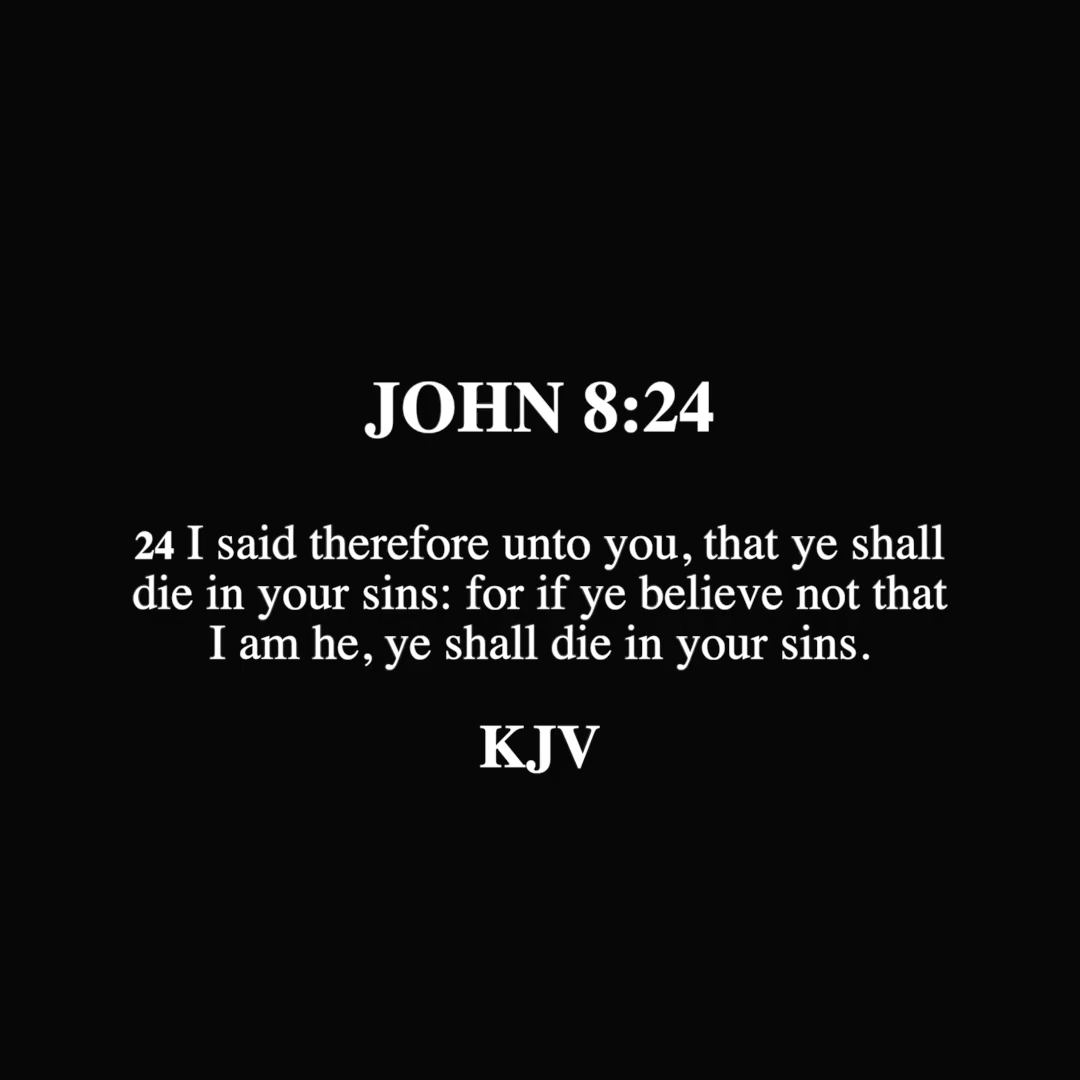 JOHN 8:24
24 I said therefore unto you, that ye shall
die in your sins: for if ye believe not that
I am he, ye shall die in your sins.
KJV